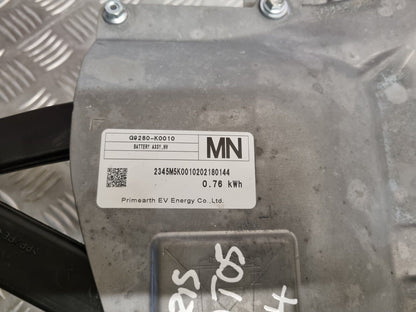 G9280-K0010
BATTERY ASSY,HV
MN
2345M5K0010202180144
0.76 kWh
Primearth EV Energy Co.,Ltd.